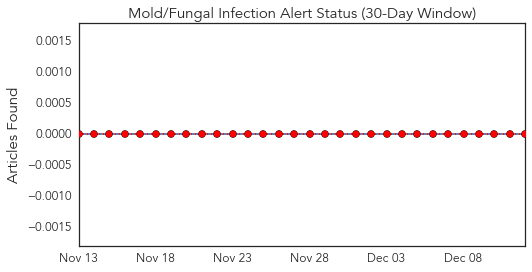 Mold/Fungal Infection Alert Status (30-Day Window)
Articles Found
0.0015
0.0010
0.0005
0.0000
−0.0005
−0.0010
−0.0015
Nov 13 Nov 18 Nov 23 Nov 28 Dec 03 Dec 08